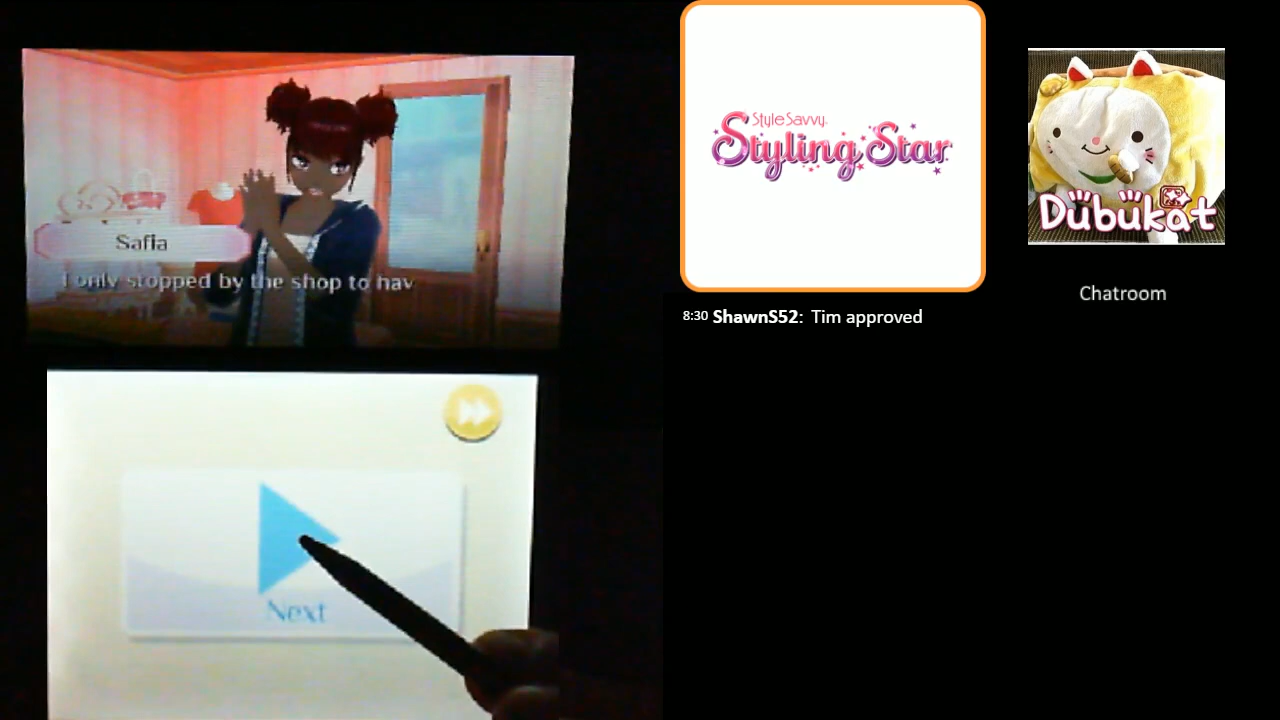 Safia
I only stopped by the shop to hav
Next
Style Savvy
Styling Star
Dubukat
Chatroom
8:30 ShawnS52: Tim approved